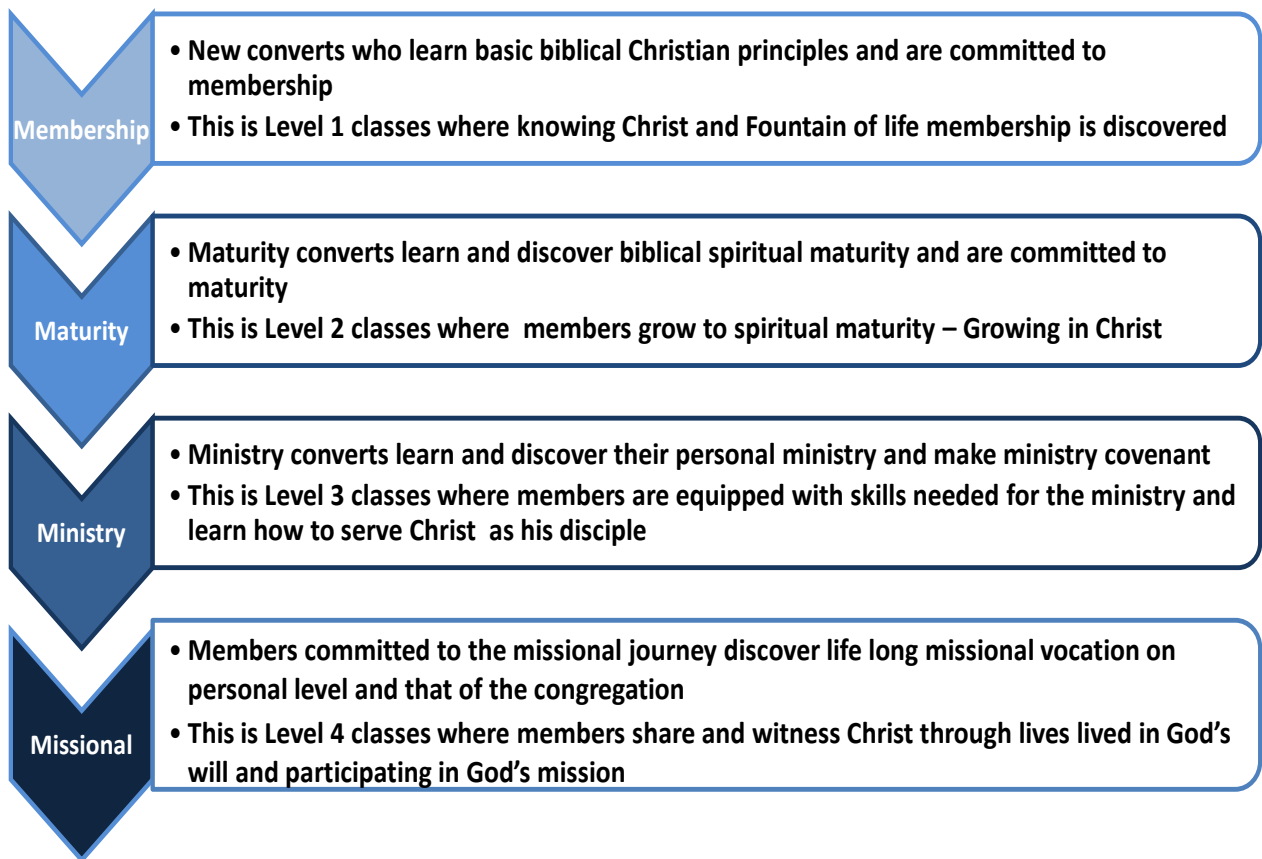 Membership
• New converts who learn basic biblical Christian principles and are committed to
membership
• This is Level 1 classes where knowing Christ and Fountain of life membership is discovered
Maturity
• Maturity converts learn and discover biblical spiritual maturity and are committed to
maturity
• This is Level 2 classes where members grow to spiritual maturity – Growing in Christ
Ministry
• Ministry converts learn and discover their personal ministry and make ministry covenant
• This is Level 3 classes where members are equipped with skills needed for the ministry and
learn how to serve Christ as his disciple
Missional
• Members committed to the missional journey discover life long missional vocation on
personal level and that of the congregation
• This is Level 4 classes where members share and witness Christ through lives lived in God's
will and participating in God's mission